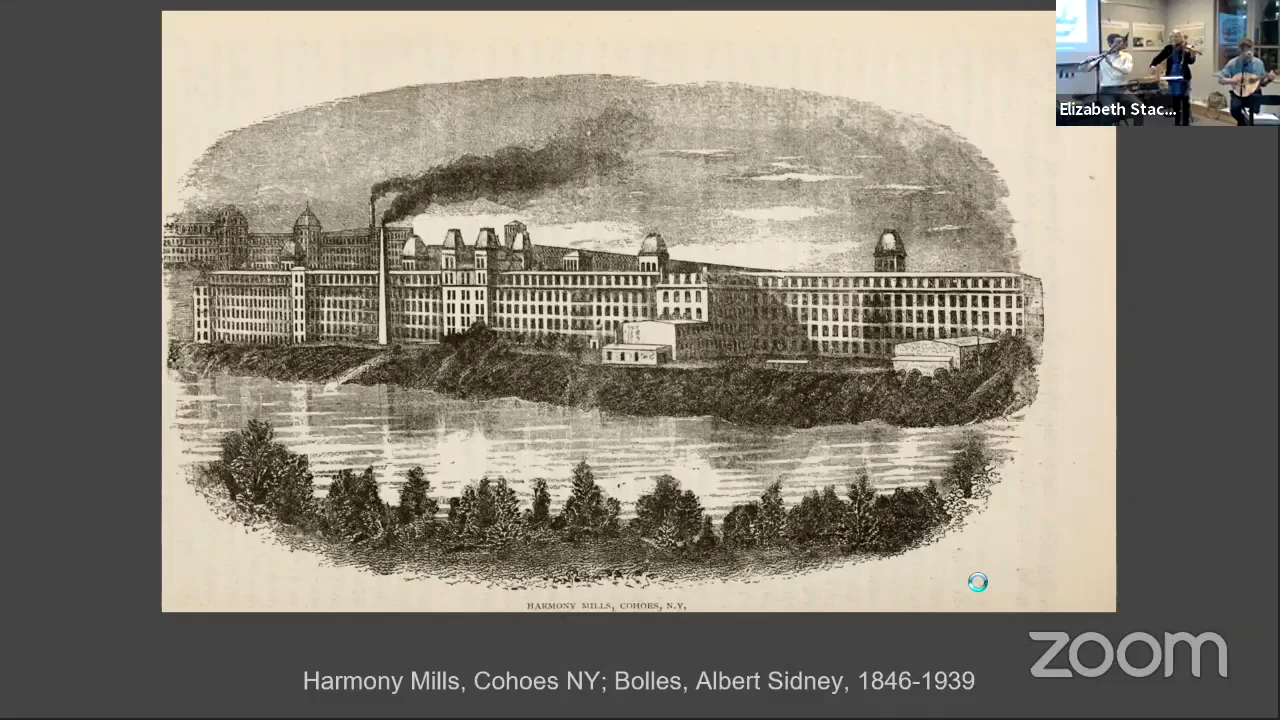 Elizabeth Stac...
HARMONY MILLS, COHOES, N.Y,
zoom
Harmony Mills, Cohoes NY; Bolles, Albert Sidney, 1846-1939